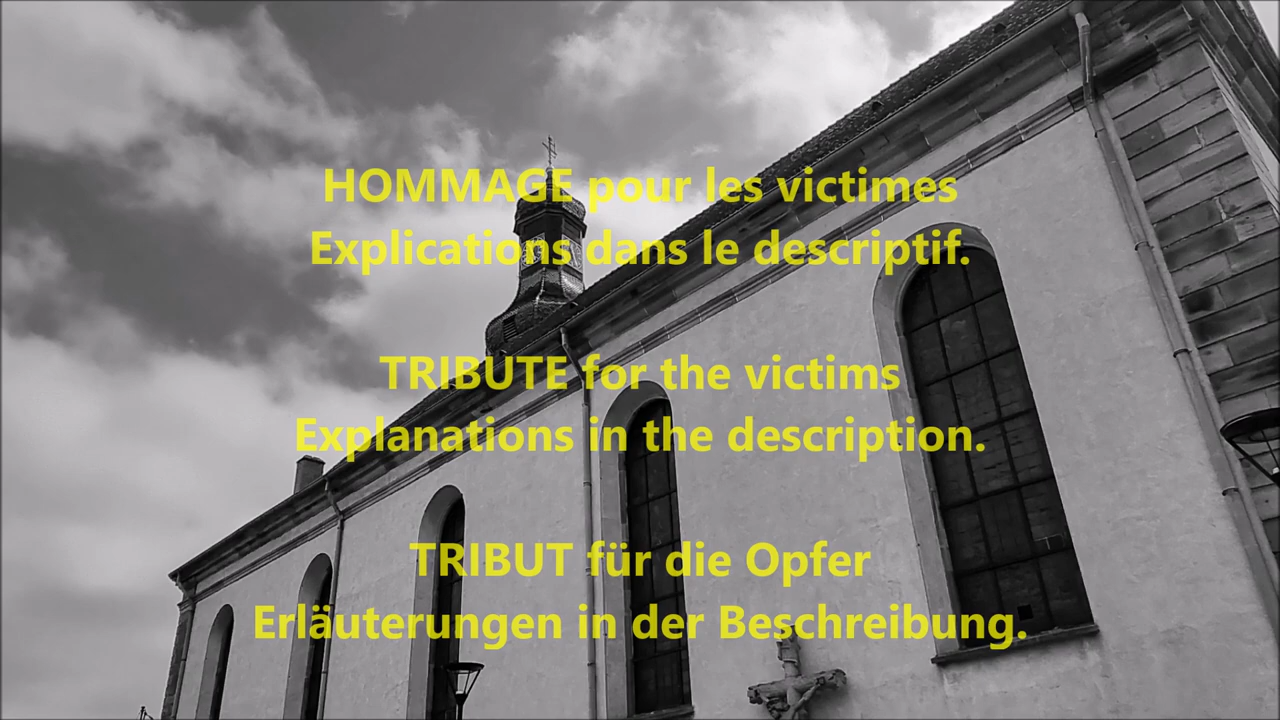 HOMMAGE pour les victimes
Explications dans le descriptif.
TRIBUTE for the victims
Explanations in the description.
TRIBUT für die Opfer
Erläuterungen in der Beschreibung.